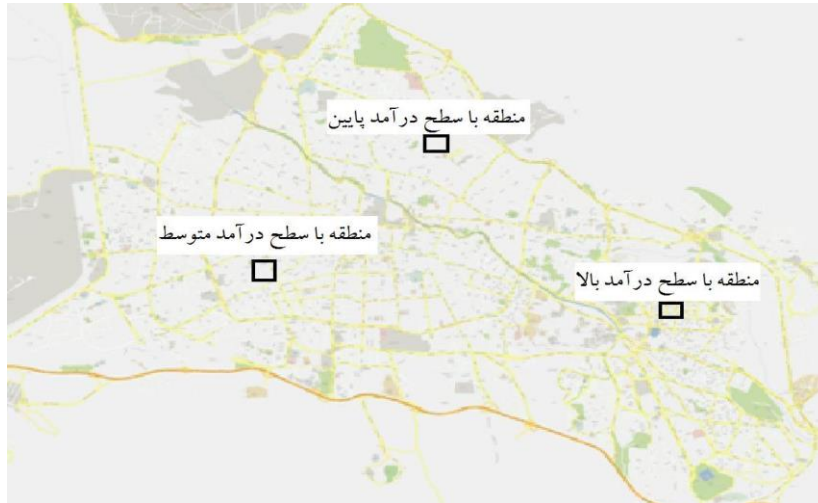 منطقه با سطح درآمد پایین
منطقه با سطح درآمد متوسط
منطقه با سطح درآمد بالا